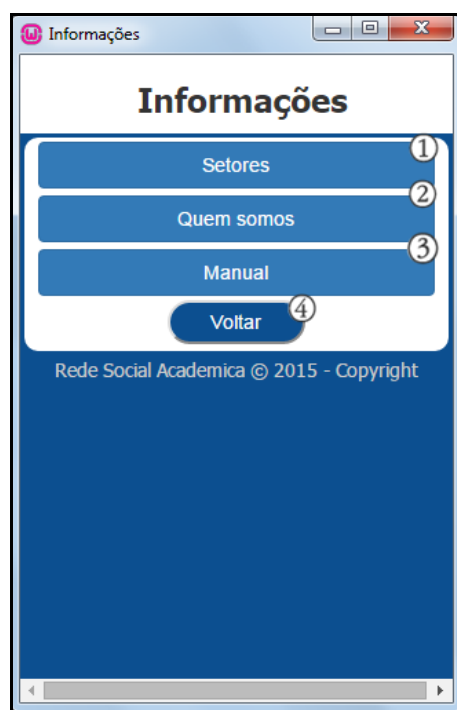 Informações
Informações
①
Setores
②
Quem somos
③
Manual
④
Voltar
Rede Social Academica © 2015 - Copyright